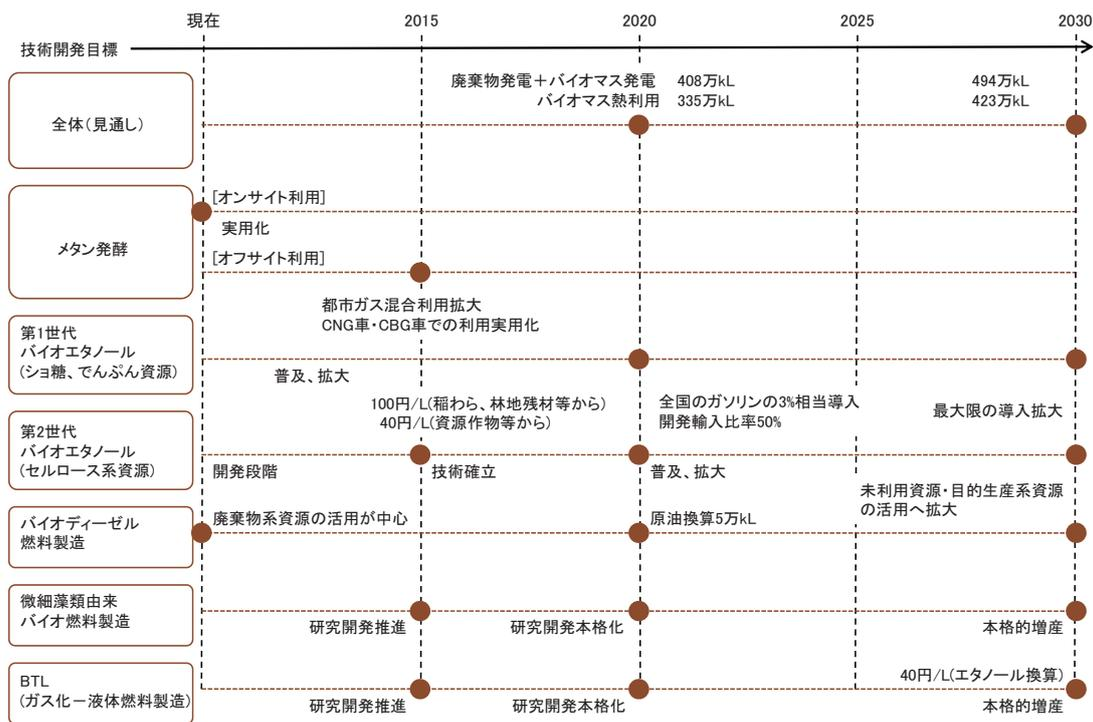 現在 2015 2020 2025 2030
技術開発目標
廃棄物発電＋バイオマス発電 408万kL 494万kL
バイオマス熱利用 335万kL 423万kL
全体（見通し）
[オンサイト利用]
実用化
メタン発酵
[オフサイト利用]
都市ガス混合利用拡大
CNG車・CBG車での利用実用化
第1世代
バイオエタノール
（ショ糖、でんぷん資源）
普及、拡大
100円/L(稲わら、林地残材等から)
40円/L(資源作物等から)
全国のガソリンの3%相当導入
開発輸入比率50%
最大限の導入拡大
第2世代
バイオエタノール
（セルロース系資源）
開発段階
技術確立
普及、拡大
未利用資源・目的生産系資源
の活用へ拡大
バイオディーゼル
燃料製造
廃棄物系資源の活用が中心
原油換算5万kL
微細藻類由来
バイオ燃料製造
研究開発推進
研究開発本格化
本格的増産
BTL
（ガス化－液体燃料製造）
40円/L(エタノール換算)
研究開発推進
研究開発本格化
本格的増産